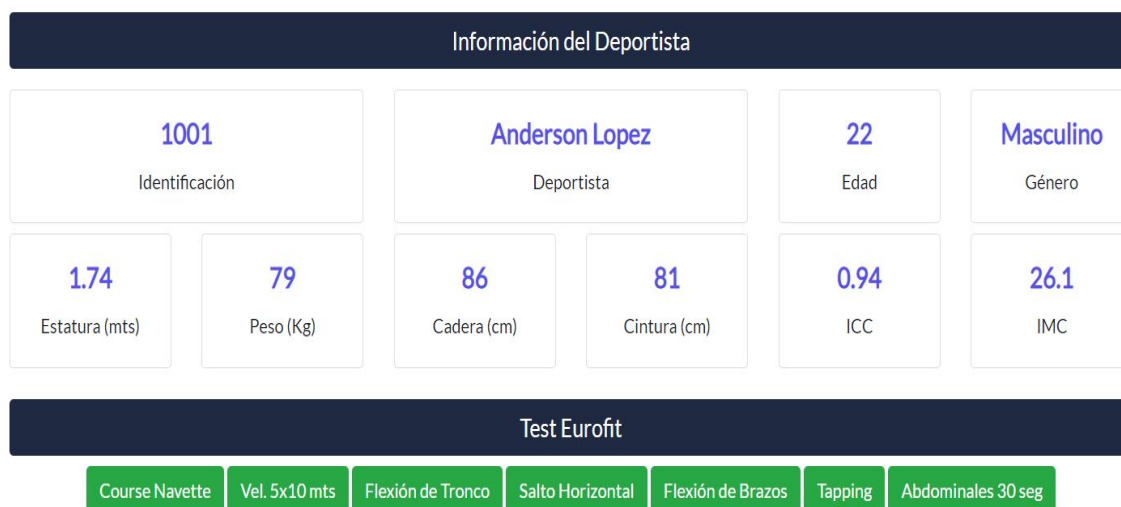 Información del Deportista
1001 Anderson Lopez 22 Masculino
Identificación Deportista Edad Género
1.74 79 86 81 0.94 26.1
Estatura (mts) Peso (Kg) Cadera (cm) Cintura (cm) ICC IMC
Test Eurofit
Course Navette Vel. 5x10 mts Flexión de Tronco Salto Horizontal Flexión de Brazos Tapping Abdominales 30 seg